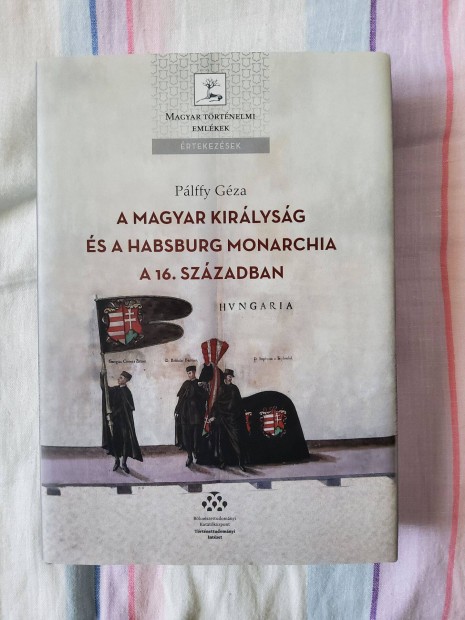 MAGYAR TÖRTÉNELMI
EMLÉKEK
ÉRTEKEZÉSEK
Pálffy Géza
A MAGYAR KIRÁLYSÁG
ÉS A HABSBURG MONARCHIA
A 16. SZÁZADBAN
HVNGARIA
Bölcsészettudományi
Kutatóközpont
Történettudományi
Intézet